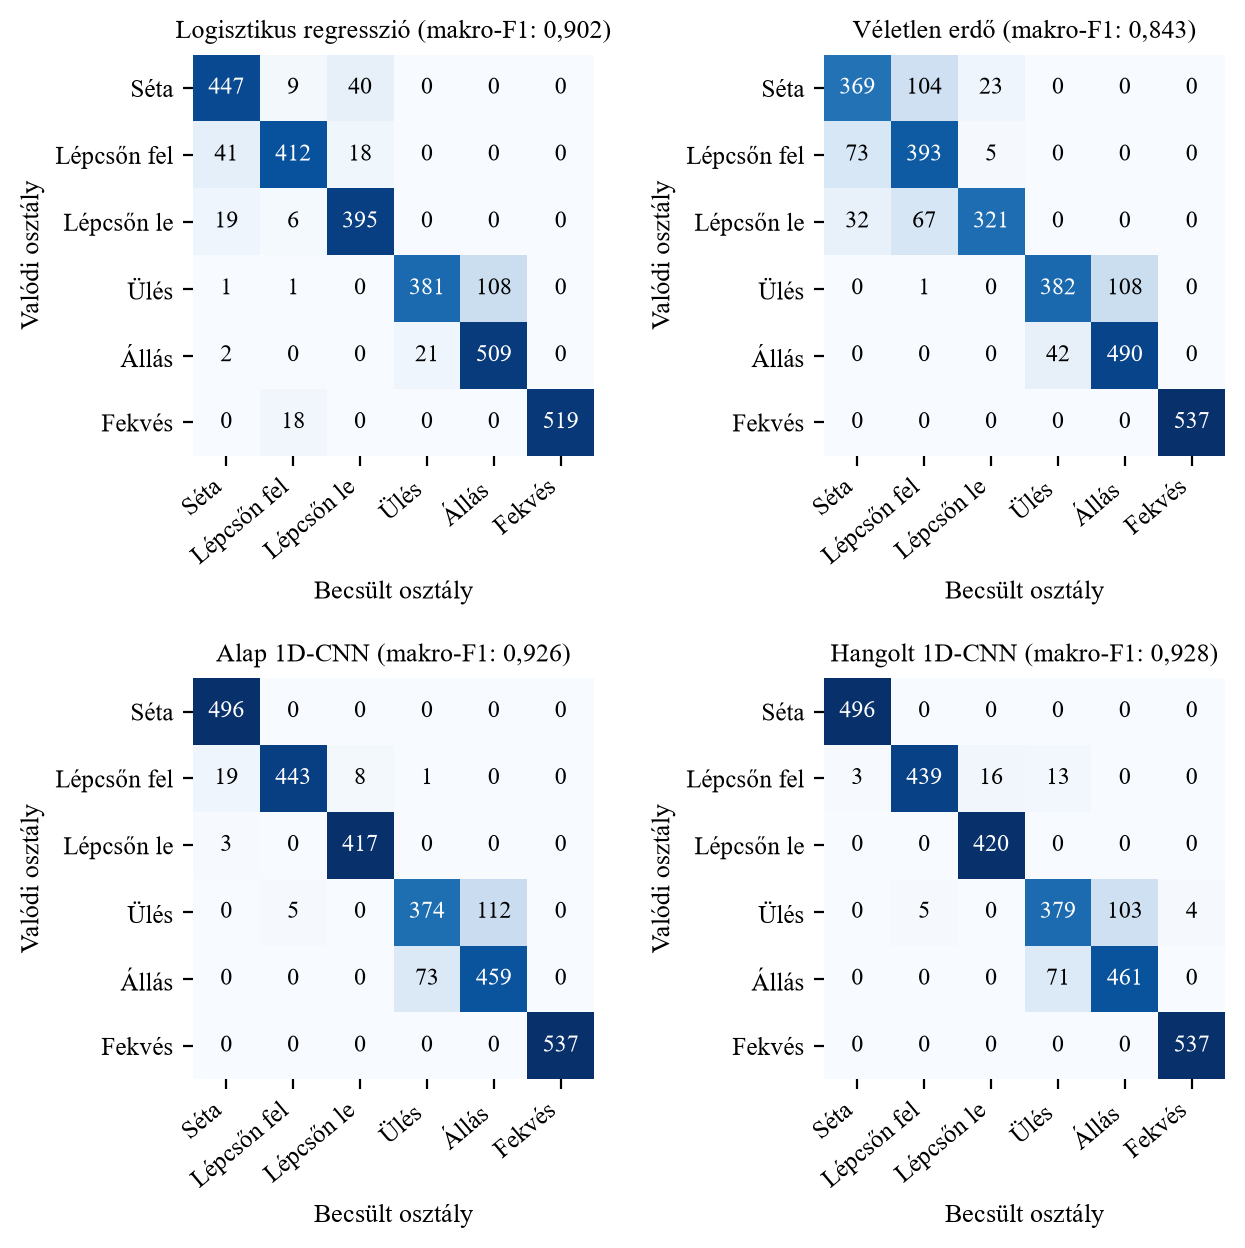 Logisztikus regresszió (makro-F1: 0,902)
Valódi osztály
Séta 447 9 40 0 0 0
Lépcsőn fel 41 412 18 0 0 0
Lépcsőn le 19 6 395 0 0 0
Ülés 1 1 0 381 108 0
Állás 2 0 0 21 509 0
Fekvés 0 18 0 0 0 519
Séta Lépcsőn fel Lépcsőn le Ülés Állás Fekvés
Becsült osztály
Véletlen erdő (makro-F1: 0,843)
Valódi osztály
Séta 369 104 23 0 0 0
Lépcsőn fel 73 393 5 0 0 0
Lépcsőn le 32 67 321 0 0 0
Ülés 0 1 0 382 108 0
Állás 0 0 0 42 490 0
Fekvés 0 0 0 0 0 537
Séta Lépcsőn fel Lépcsőn le Ülés Állás Fekvés
Becsült osztály
Alap 1D-CNN (makro-F1: 0,926)
Valódi osztály
Séta 496 0 0 0 0 0
Lépcsőn fel 19 443 8 1 0 0
Lépcsőn le 3 0 417 0 0 0
Ülés 0 5 0 374 112 0
Állás 0 0 0 73 459 0
Fekvés 0 0 0 0 0 537
Séta Lépcsőn fel Lépcsőn le Ülés Állás Fekvés
Becsült osztály
Hangolt 1D-CNN (makro-F1: 0,928)
Valódi osztály
Séta 496 0 0 0 0 0
Lépcsőn fel 3 439 16 13 0 0
Lépcsőn le 0 0 420 0 0 0
Ülés 0 5 0 379 103 4
Állás 0 0 0 71 461 0
Fekvés 0 0 0 0 0 537
Séta Lépcsőn fel Lépcsőn le Ülés Állás Fekvés
Becsült osztály